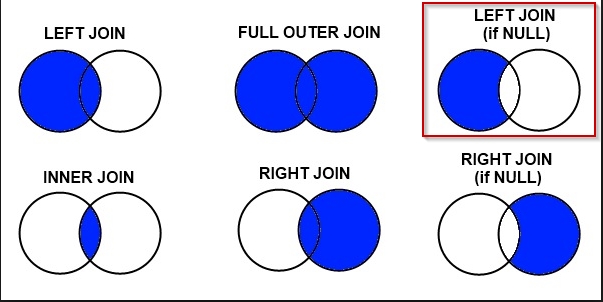 LEFT JOIN
FULL OUTER JOIN
LEFT JOIN
(if NULL)
INNER JOIN
RIGHT JOIN
RIGHT JOIN
(if NULL)